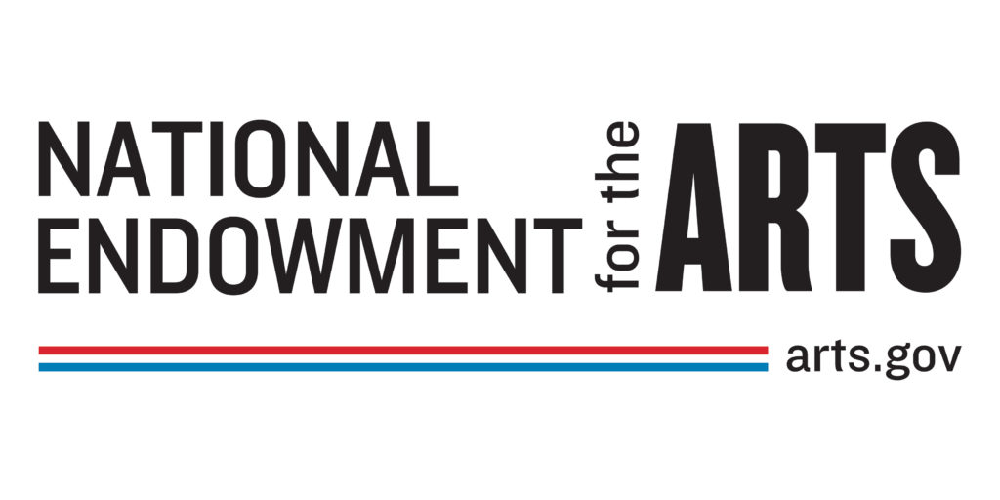 NATIONAL
ENDOWMENT
for the
ARTS
arts.gov